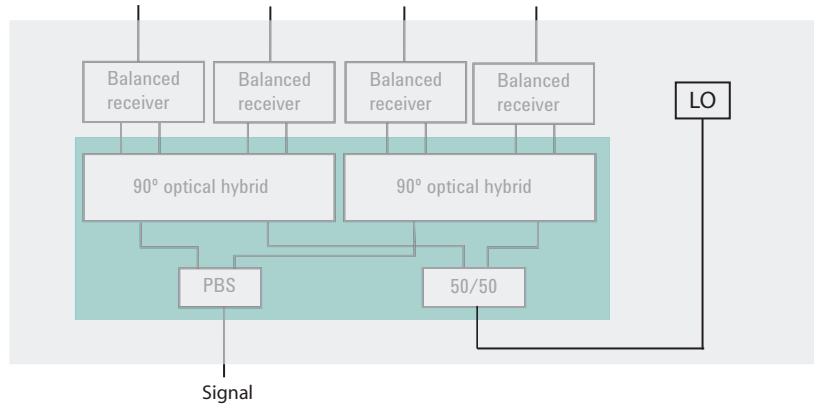 Balanced
receiver
Balanced
receiver
Balanced
receiver
Balanced
receiver
LO
90º optical hybrid
90º optical hybrid
PBS
50/50
Signal